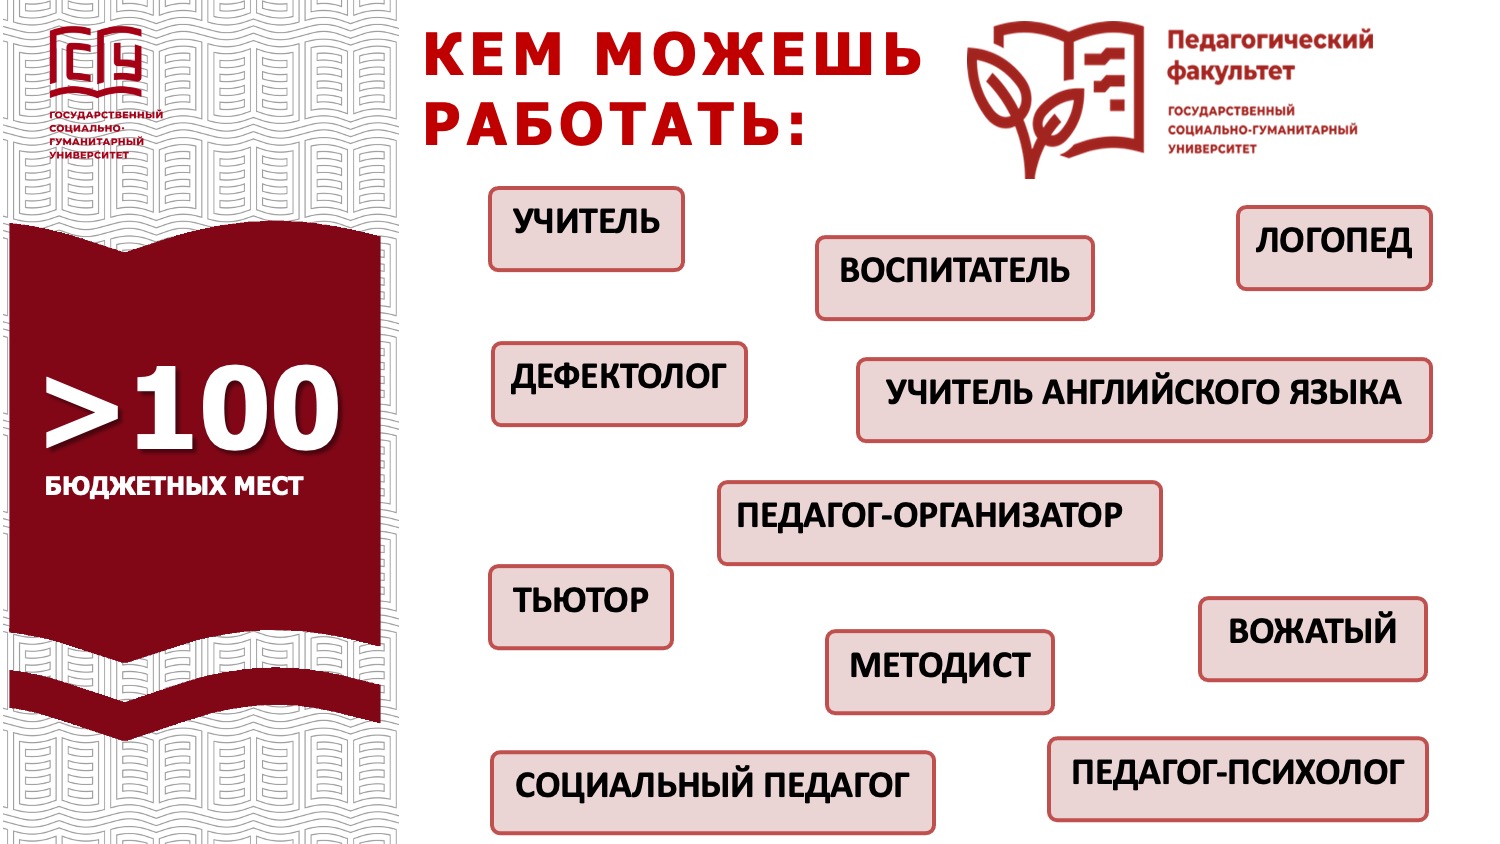 ГСГУ
ГОСУДАРСТВЕННЫЙ
СОЦИАЛЬНО-
ГУМАНИТАРНЫЙ
УНИВЕРСИТЕТ
>100
БЮДЖЕТНЫХ МЕСТ
КЕМ МОЖЕШЬ
РАБОТАТЬ:
Педагогический
факультет
ГОСУДАРСТВЕННЫЙ
СОЦИАЛЬНО-ГУМАНИТАРНЫЙ
УНИВЕРСИТЕТ
УЧИТЕЛЬ
ВОСПИТАТЕЛЬ
ЛОГОПЕД
ДЕФЕКТОЛОГ
УЧИТЕЛЬ АНГЛИЙСКОГО ЯЗЫКА
ПЕДАГОГ-ОРГАНИЗАТОР
ТЬЮТОР
ВОЖАТЫЙ
МЕТОДИСТ
СОЦИАЛЬНЫЙ ПЕДАГОГ
ПЕДАГОГ-ПСИХОЛОГ